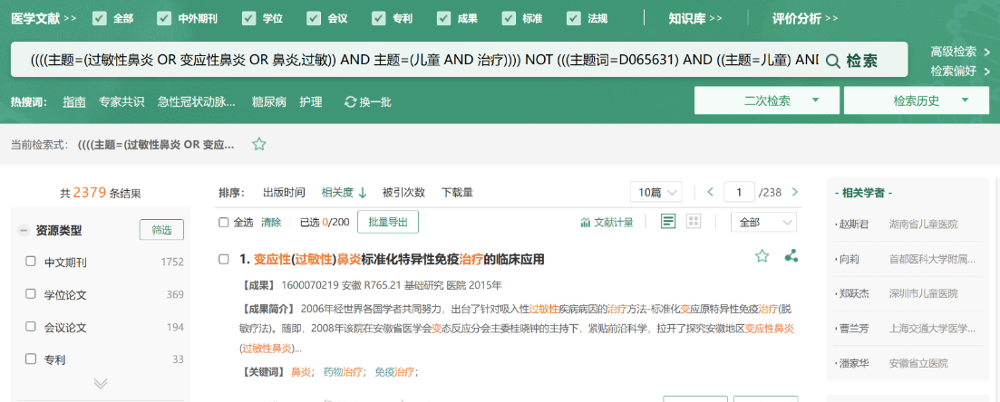 医学文献 >> 全部 中外期刊 学位 会议 专利 成果 标准 法规 知识库 >> 评价分析 >>
((((主题=(过敏性鼻炎 OR 变应性鼻炎 OR 鼻炎,过敏)) AND 主题=(儿童 AND 治疗)))) NOT (((主题词=D065631) AND ((主题=儿童) AND 检索
高级检索 >
检索偏好 >
热搜词: 指南 专家共识 急性冠状动脉... 糖尿病 护理 换一批 二次检索 检索历史
当前检索式: ((((主题=(过敏性鼻炎 OR 变应...
共 2379 条结果
排序: 出版时间 相关度 被引次数 下载量 10篇 < 1 /238 >
资源类型 筛选
中文期刊 1752
学位论文 369
会议论文 194
专利 33
全选 清除 已选 0/200 批量导出 文献计量 全部
1. 变应性(过敏性)鼻炎标准化特异性免疫治疗的临床应用
【成果】 1600070219 安徽 R765.21 基础研究 医院 2015年
【成果简介】 2006年经世界各国学者共同努力，出台了针对吸入性过敏性疾病病因的治疗方法-标准化变应原特异性免疫治疗(脱
敏疗法)。随即，2008年该院在安徽省医学会变态反应分会主委桂晓钟的主持下，紧贴前沿科学，拉开了探究安徽地区变应性鼻炎
(过敏性鼻炎)...
【关键词】 鼻炎； 药物治疗； 免疫治疗；
- 相关学者 -
赵斯君 湖南省儿童医院
向莉 首都医科大学附属...
郑跃杰 深圳市儿童医院
曹兰芳 上海交通大学医学...
潘家华 安徽省立医院